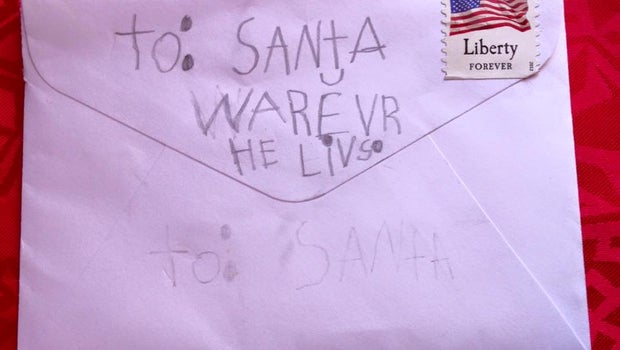 TO: SANTA
Liberty
FOREVER
WAREVR
HE LivS.
to: SANTA